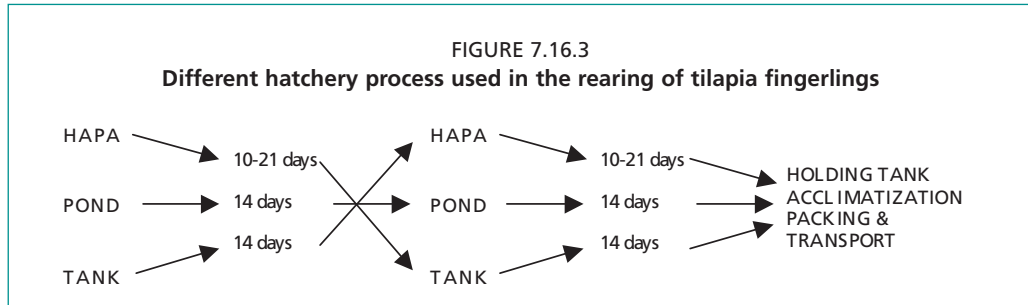 FIGURE 7.16.3
Different hatchery process used in the rearing of tilapia fingerlings
HAPA
10-21 days
POND
14 days
TANK
14 days
HAPA
10-21 days
POND
14 days
TANK
14 days
HOLDING TANK
ACCLIMATIZATION
PACKING &
TRANSPORT